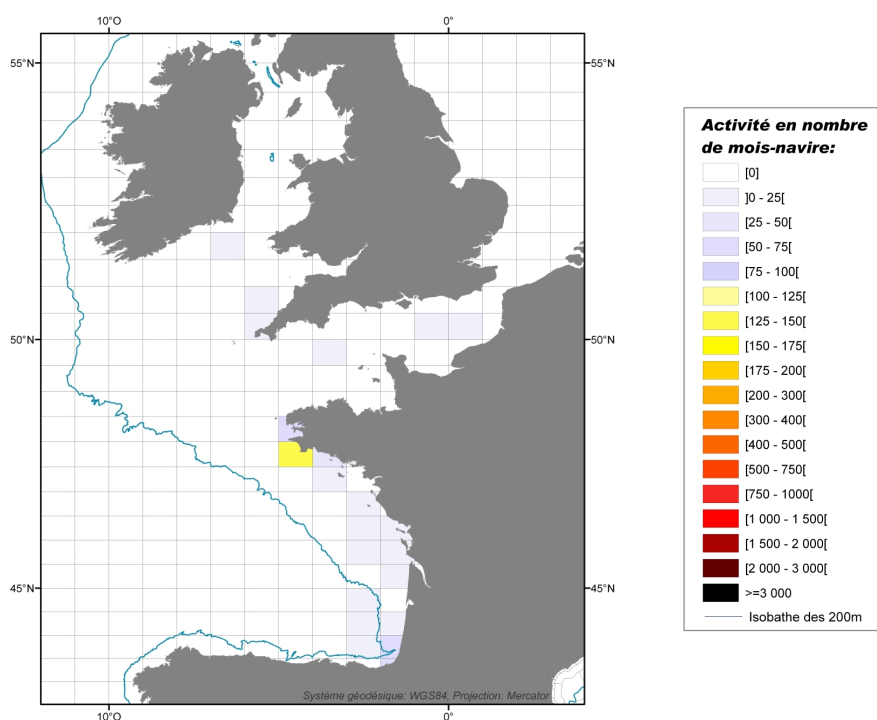 10°O
0°
55°N
55°N
50°N
50°N
45°N
45°N
10°O
0°
Système géodésique: WGS84, Projection: Mercator
Activité en nombre
de mois-navire:
[0]
]0 - 25[
[25 - 50[
[50 - 75[
[75 - 100[
[100 - 125[
[125 - 150[
[150 - 175[
[175 - 200[
[200 - 300[
[300 - 400[
[400 - 500[
[500 - 750[
[750 - 1000[
[1 000 - 1 500[
[1 500 - 2 000[
[2 000 - 3 000[
>=3 000
Isobathe des 200m